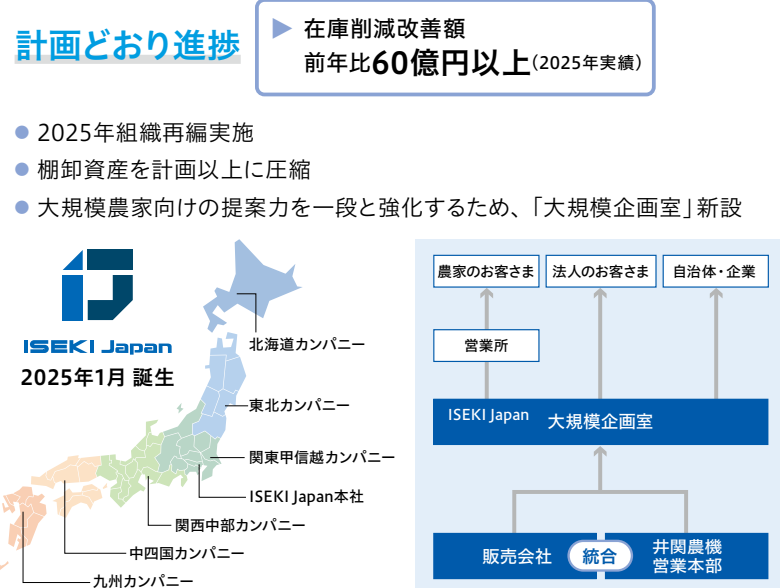 計画どおり進捗
在庫削減改善額
前年比60億円以上(2025年実績)
2025年組織再編実施
棚卸資産を計画以上に圧縮
大規模農家向けの提案力を一段と強化するため、「大規模企画室」新設
ISEKI Japan
2025年1月 誕生
北海道カンパニー
東北カンパニー
関東甲信越カンパニー
ISEKI Japan本社
関西中部カンパニー
中四国カンパニー
九州カンパニー
農家のお客さま 法人のお客さま 自治体・企業
営業所
ISEKI Japan 大規模企画室
販売会社 統合 井関農機
営業本部